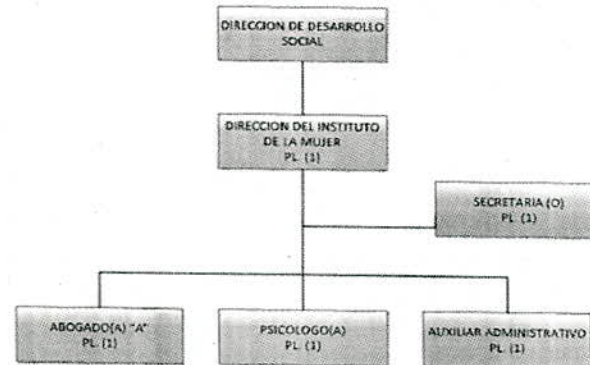 DIRECCION DE DESARROLLO
SOCIAL
DIRECCION DEL INSTITUTO
DE LA MUJER
PL. (1)
SECRETARIA (O)
PL. (1)
ABOGADO(A) "A"
PL. (1)
PSICOLOGO(A)
PL. (1)
AUXILIAR ADMINISTRATIVO
PL. (1)